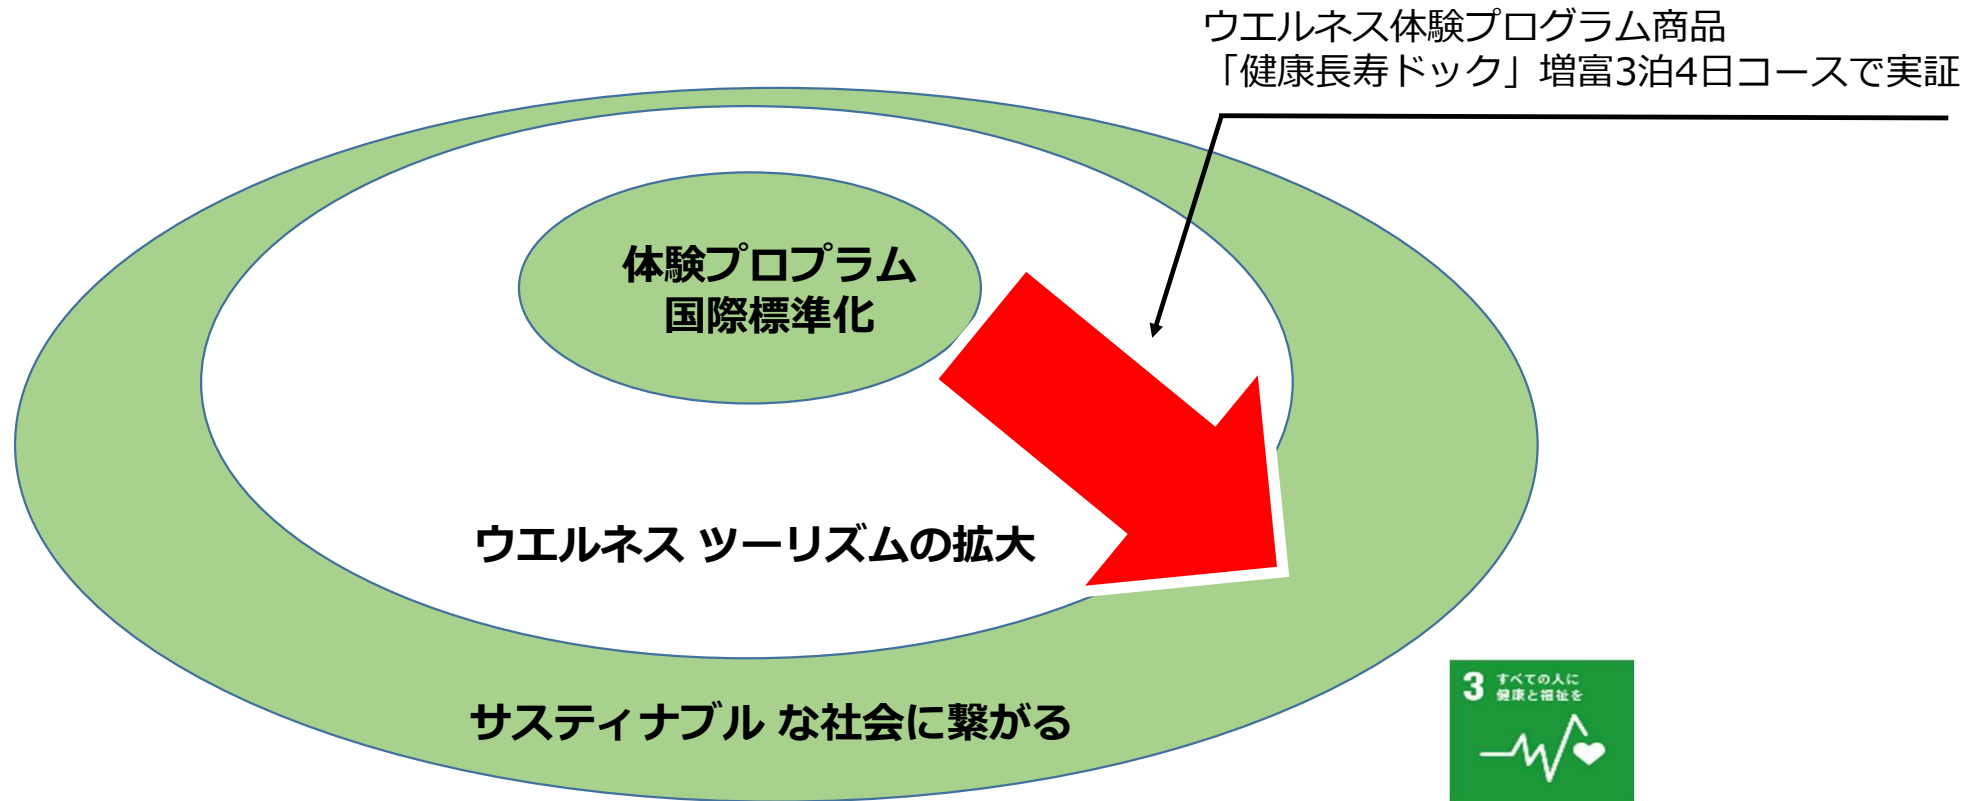 ウエルネス体験プログラム商品
「健康長寿ドック」増富3泊4日コースで実証
体験プロプラム
国際標準化
ウエルネス ツーリズムの拡大
サスティナブル な社会に繋がる
3 すべての人に
健康と福祉を